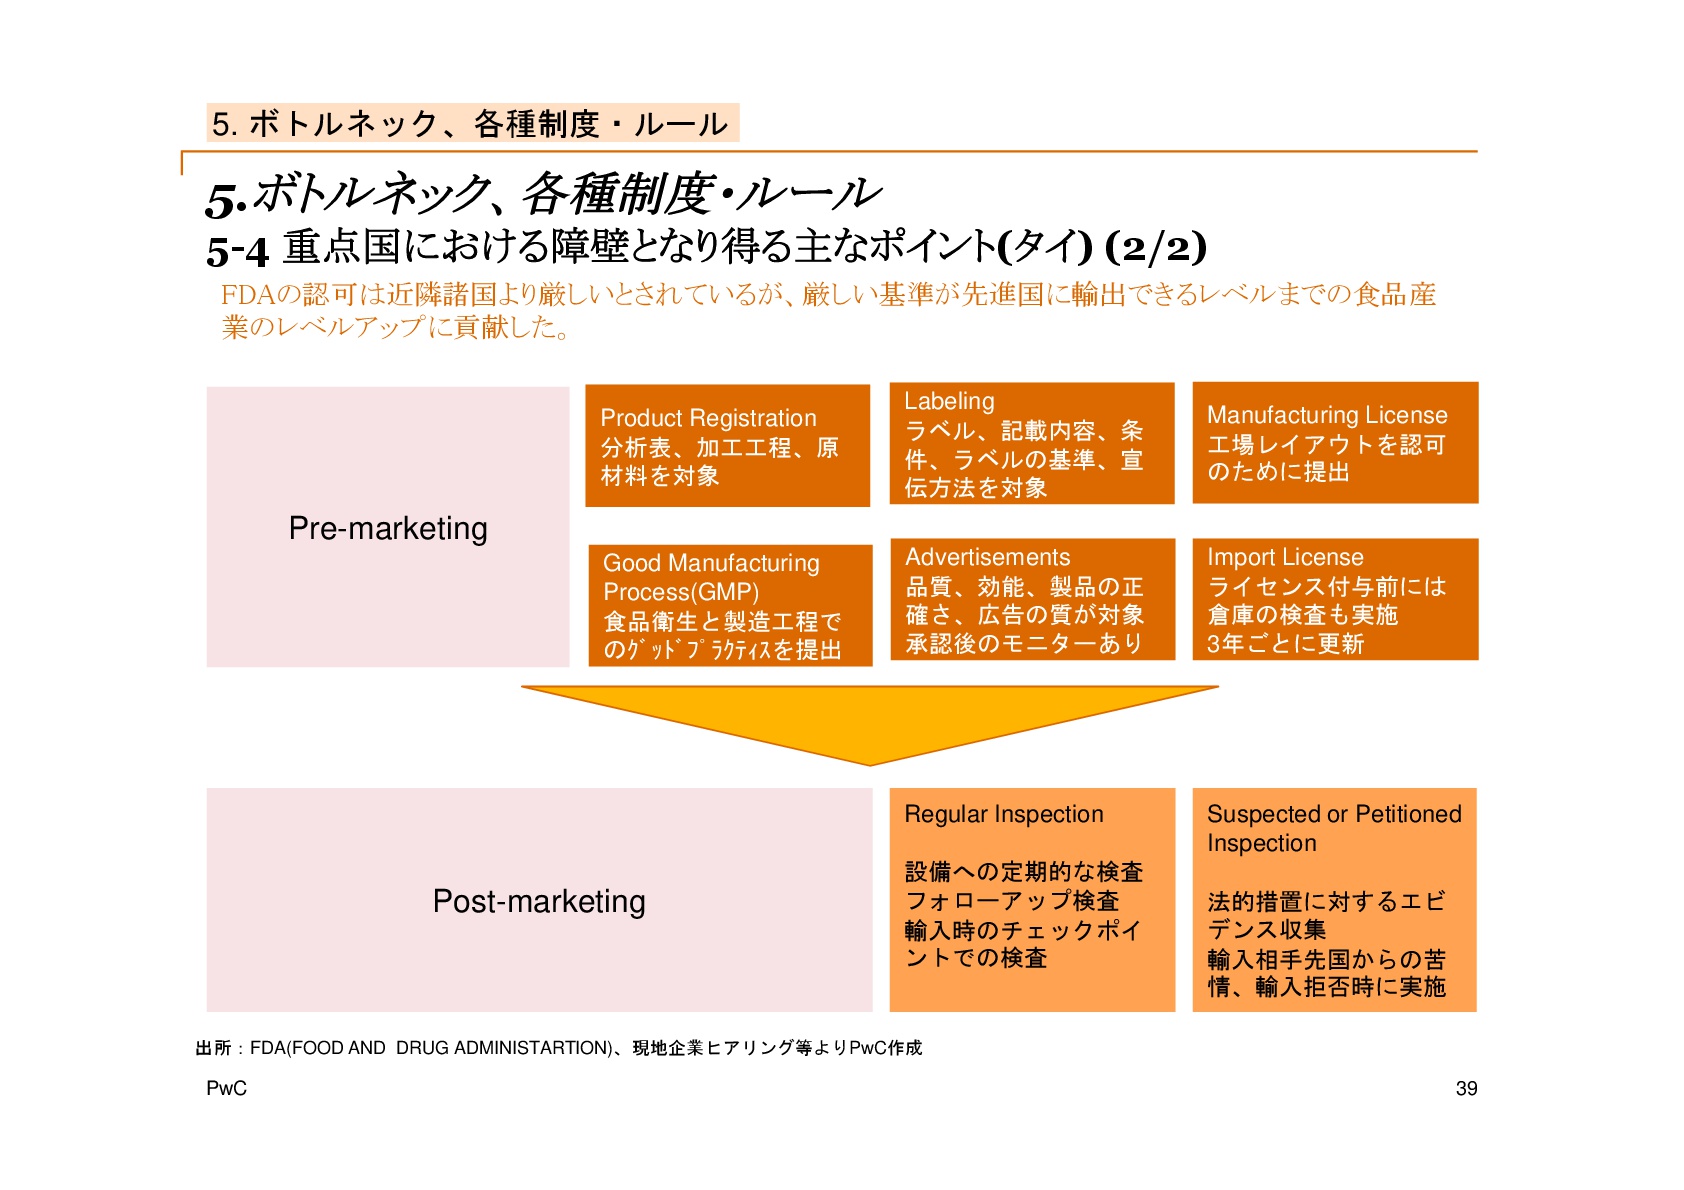 5. ボトルネック、各種制度・ルール
5.ボトルネック、各種制度・ルール
5-4 重点国における障壁となり得る主なポイント(タイ) (2/2)
FDAの認可は近隣諸国より厳しいとされているが、厳しい基準が先進国に輸出できるレベルまでの食品産
業のレベルアップに貢献した。
Pre-marketing
Product Registration
分析表、加工工程、原
材料を対象
Labeling
ラベル、記載内容、条
件、ラベルの基準、宣
伝方法を対象
Manufacturing License
工場レイアウトを認可
のために提出
Good Manufacturing
Process(GMP)
食品衛生と製造工程で
のｸﾞｯﾄﾞﾌﾟﾗｸﾃｨｽを提出
Advertisements
品質、効能、製品の正
確さ、広告の質が対象
承認後のモニターあり
Import License
ライセンス付与前には
倉庫の検査も実施
3年ごとに更新
Post-marketing
Regular Inspection
設備への定期的な検査
フォローアップ検査
輸入時のチェックポイ
ントでの検査
Suspected or Petitioned
Inspection
法的措置に対するエビ
デンス収集
輸入相手先国からの苦
情、輸入拒否時に実施
出所：FDA(FOOD AND DRUG ADMINISTARTION)、現地企業ヒアリング等よりPwC作成
PwC
39